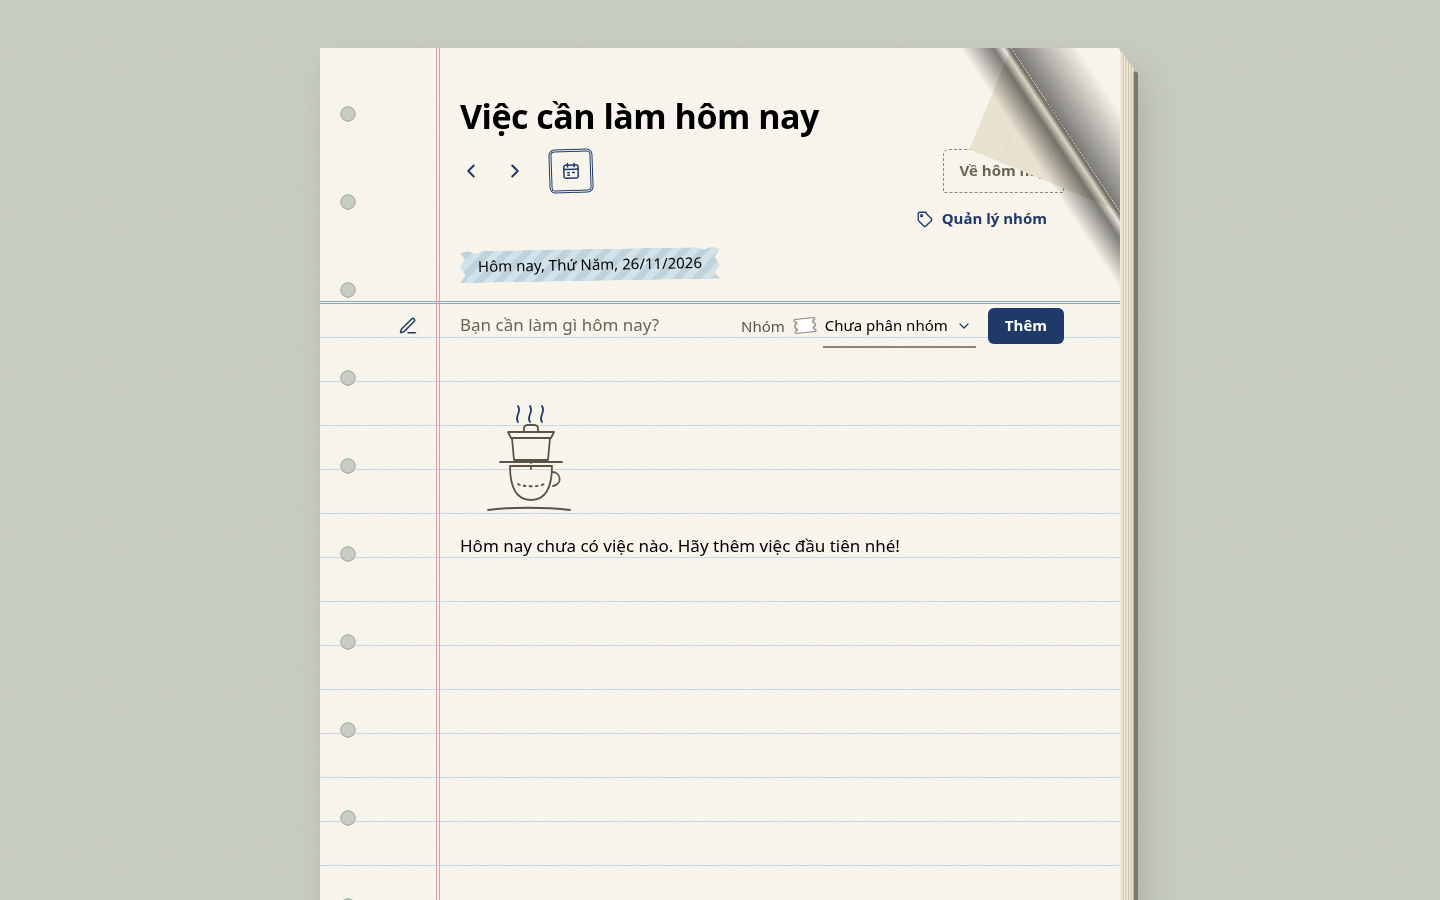 Việc cần làm hôm nay
Về hôm
Quản lý nhóm
Hôm nay, Thứ Năm, 26/11/2026
Bạn cần làm gì hôm nay? Nhóm Chưa phân nhóm Thêm
Hôm nay chưa có việc nào. Hãy thêm việc đầu tiên nhé!